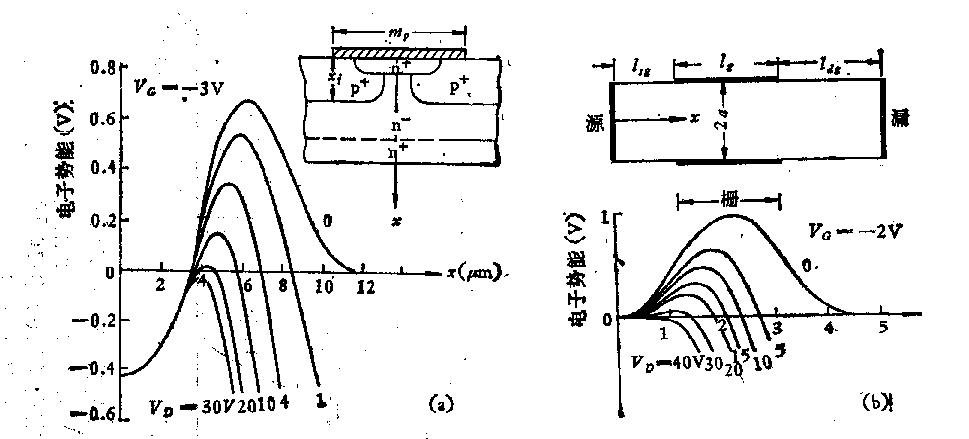 m_p
n⁺
x_j
p⁺
p⁺
n⁻
n⁺
x
V_G = −3V
电子势能(V)
0.8
0.6
0.4
0.2
0
−0.2
−0.4
−0.6
2
4
6
8
10
12
x(μm)
0
V_D = 30V 20 10 4 1
(a)
l_sg
l_g
l_dg
源
x
2a
漏
栅
V_G = −2V
电子势能(V)
1
0
0
1
2
3
4
5
V_D = 40V 30 20 15 10 5
(b)